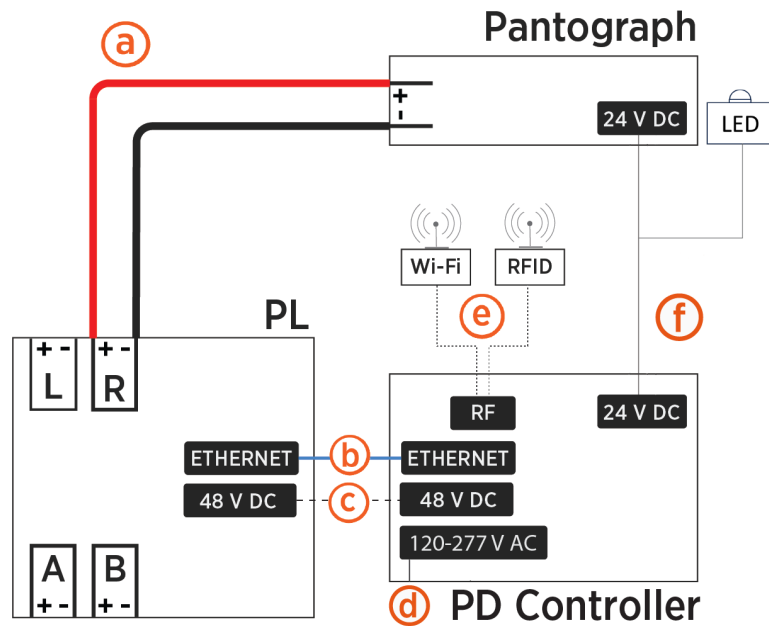 Pantograph
a
+
-
24 V DC
LED
Wi-Fi
RFID
e
f
PL
+ -
+ -
L
R
RF
24 V DC
ETHERNET
b
ETHERNET
48 V DC
c
48 V DC
120-277 V AC
A
B
+ -
+ -
d
PD Controller